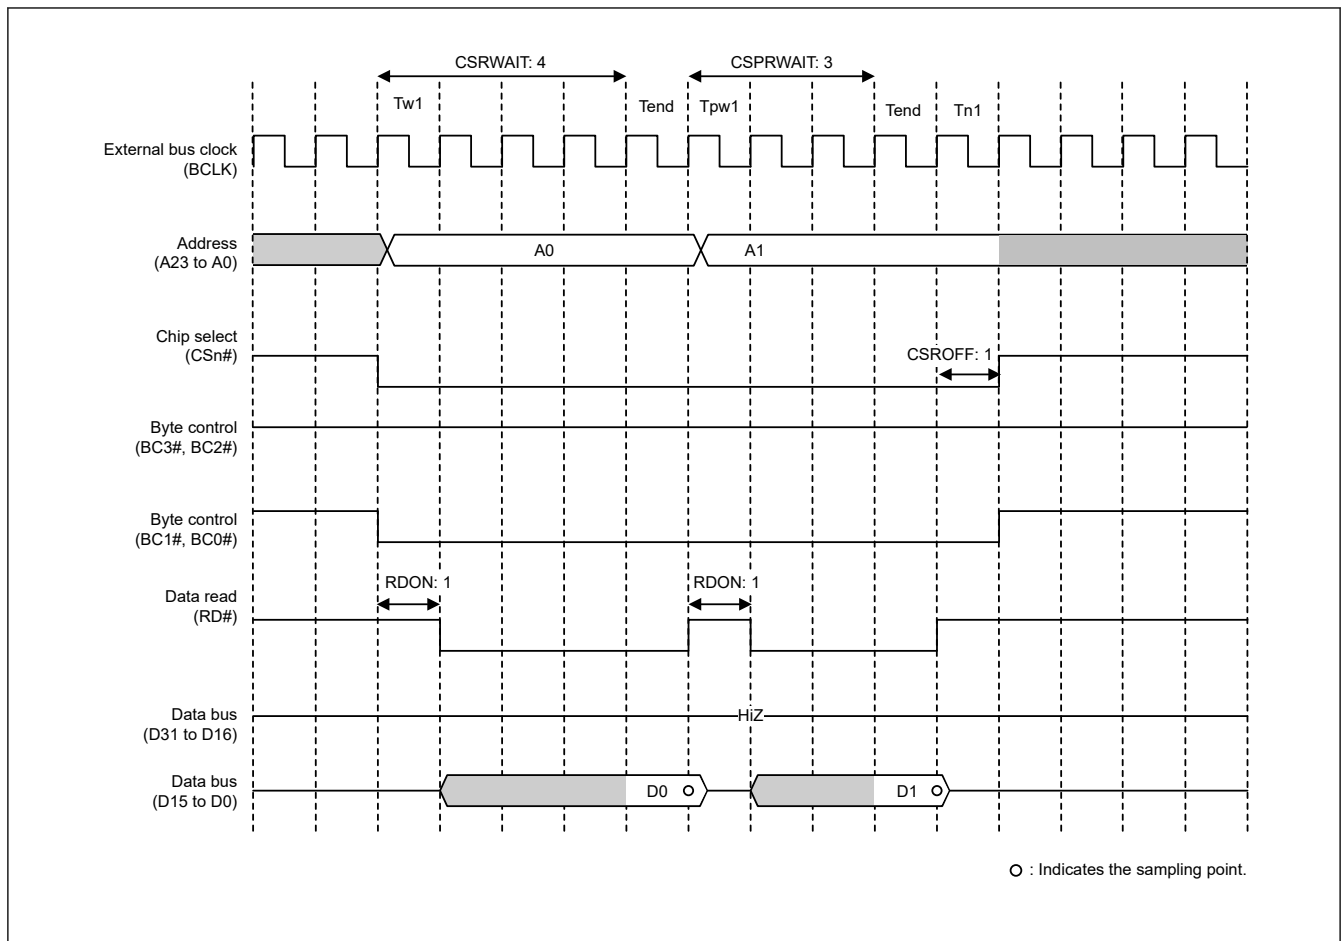 CSRWAIT: 4
CSPRWAIT: 3
Tw1
Tend
Tpw1
Tend
Tn1
External bus clock
(BCLK)
Address
(A23 to A0)
A0
A1
Chip select
(CSn#)
CSROFF: 1
Byte control
(BC3#, BC2#)
Byte control
(BC1#, BC0#)
RDON: 1
RDON: 1
Data read
(RD#)
Data bus
(D31 to D16)
HiZ
Data bus
(D15 to D0)
D0
D1
: Indicates the sampling point.